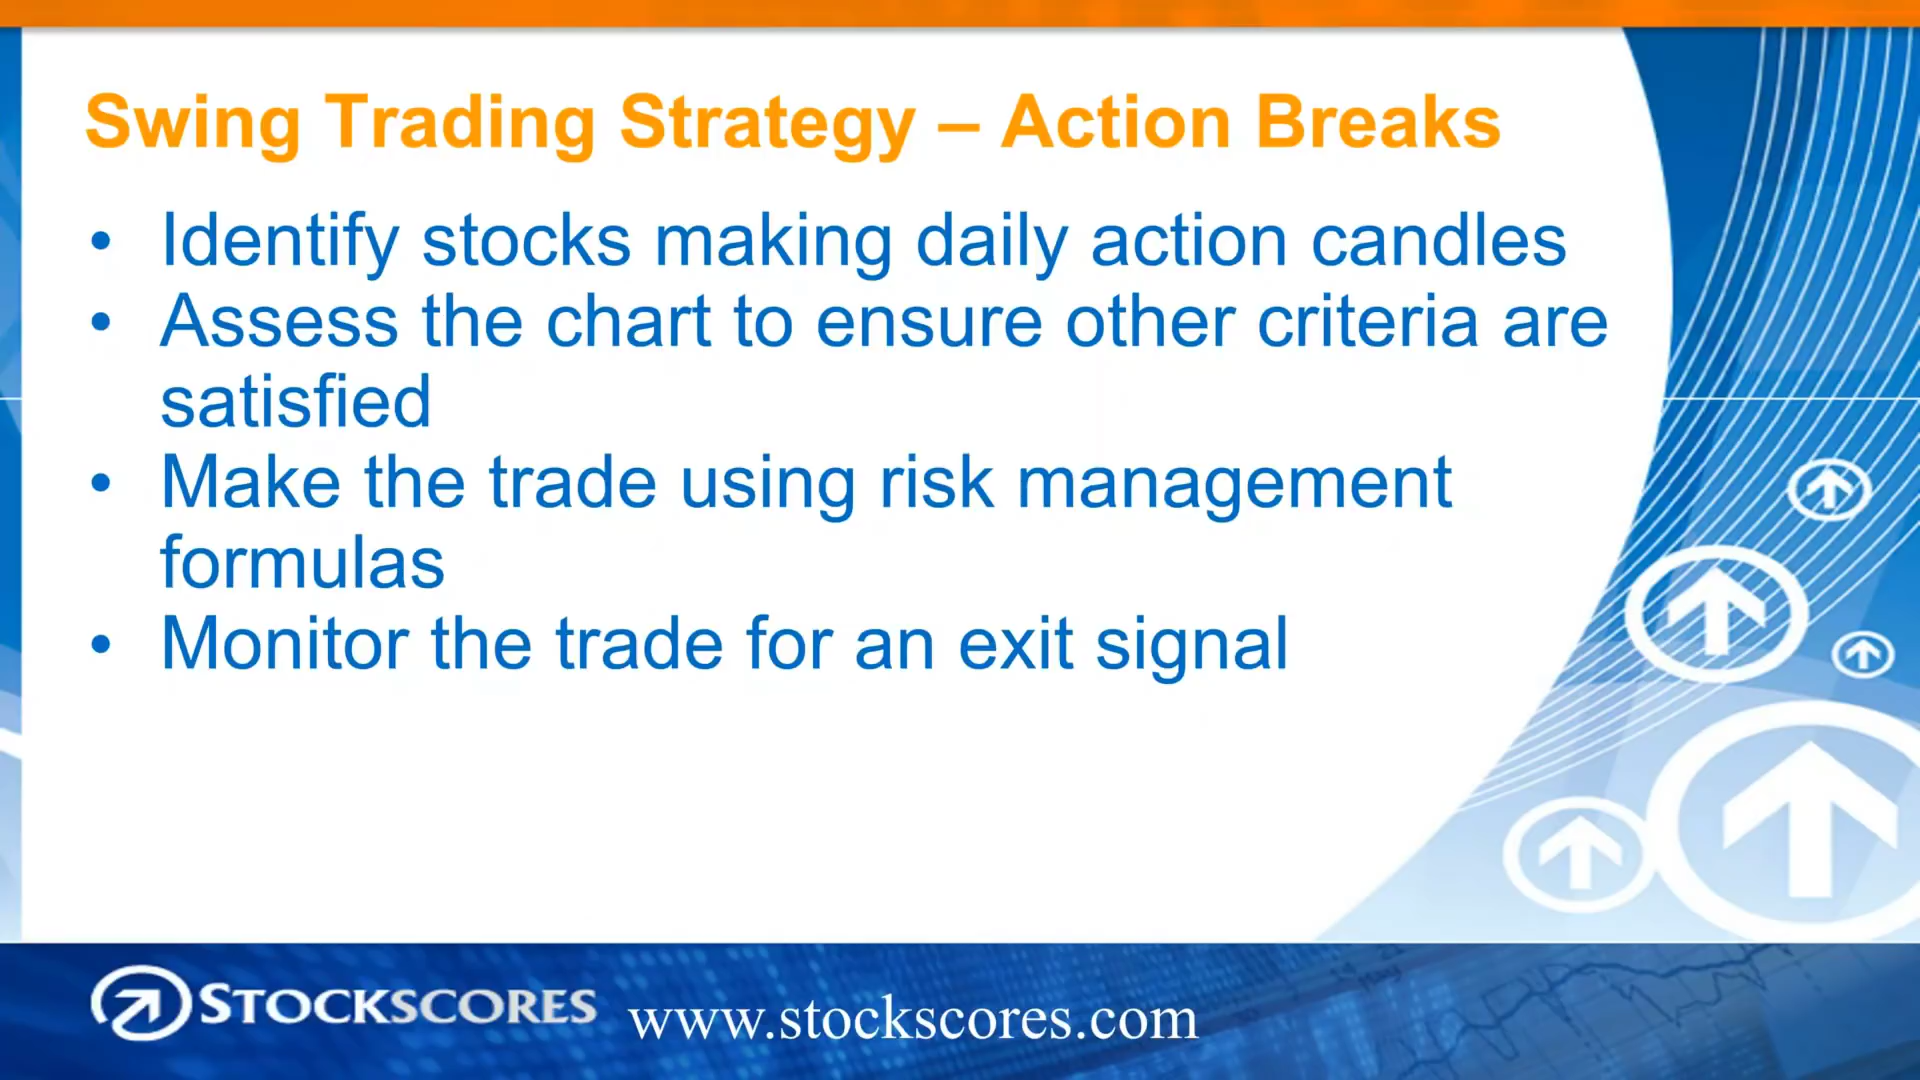 Swing Trading Strategy – Action Breaks
• Identify stocks making daily action candles
• Assess the chart to ensure other criteria are
satisfied
• Make the trade using risk management
formulas
• Monitor the trade for an exit signal
STOCKSCORES www.stockscores.com